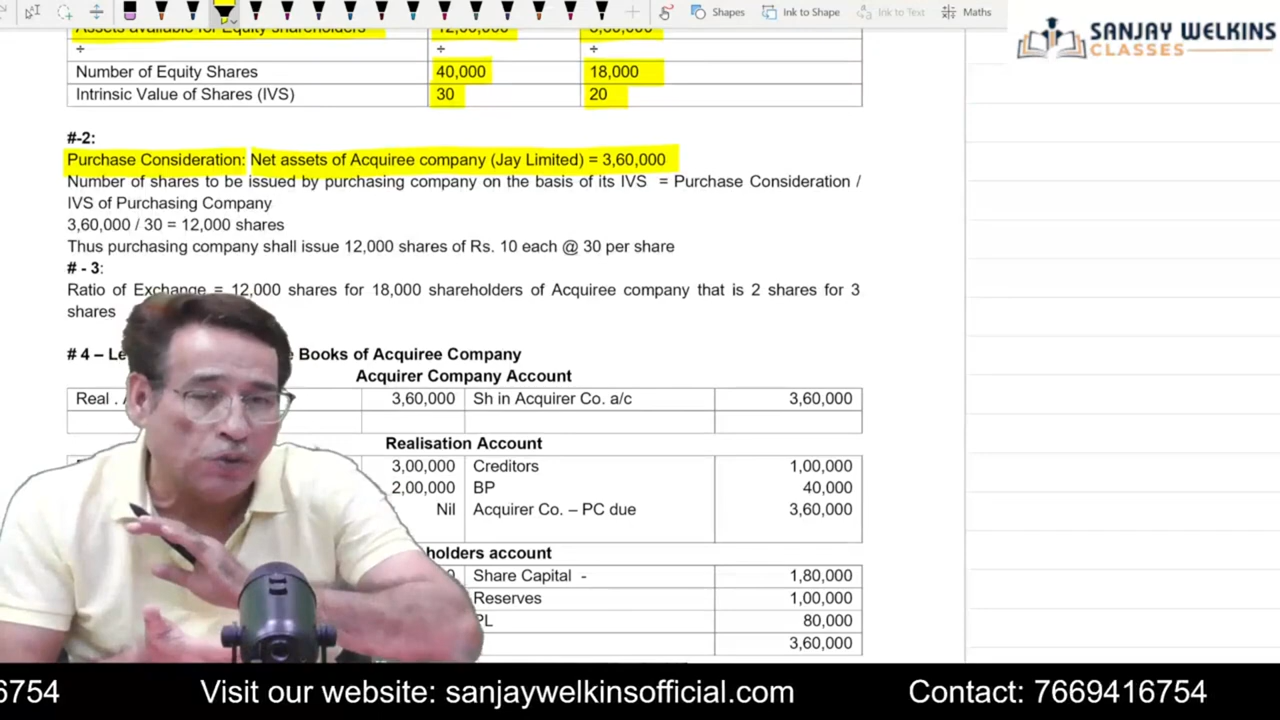 Shapes
Ink to Shape
Ink to Text
Maths
SANJAY WELKINS
CLASSES
Assets available for Equity shareholders
÷ ÷ ÷
Number of Equity Shares 40,000 18,000
Intrinsic Value of Shares (IVS) 30 20
#-2:
Purchase Consideration: Net assets of Acquiree company (Jay Limited) = 3,60,000
Number of shares to be issued by purchasing company on the basis of its IVS = Purchase Consideration /
IVS of Purchasing Company
3,60,000 / 30 = 12,000 shares
Thus purchasing company shall issue 12,000 shares of Rs. 10 each @ 30 per share
# - 3:
Ratio of Exchange = 12,000 shares for 18,000 shareholders of Acquiree company that is 2 shares for 3
shares
# 4 – Books of Acquiree Company
Acquirer Company Account
Real . 3,60,000 Sh in Acquirer Co. a/c 3,60,000
Realisation Account
3,00,000 Creditors 1,00,000
2,00,000 BP 40,000
Nil Acquirer Co. – PC due 3,60,000
holders account
Share Capital - 1,80,000
Reserves 1,00,000
PL 80,000
3,60,000
6754 Visit our website: sanjaywelkinsofficial.com Contact: 7669416754